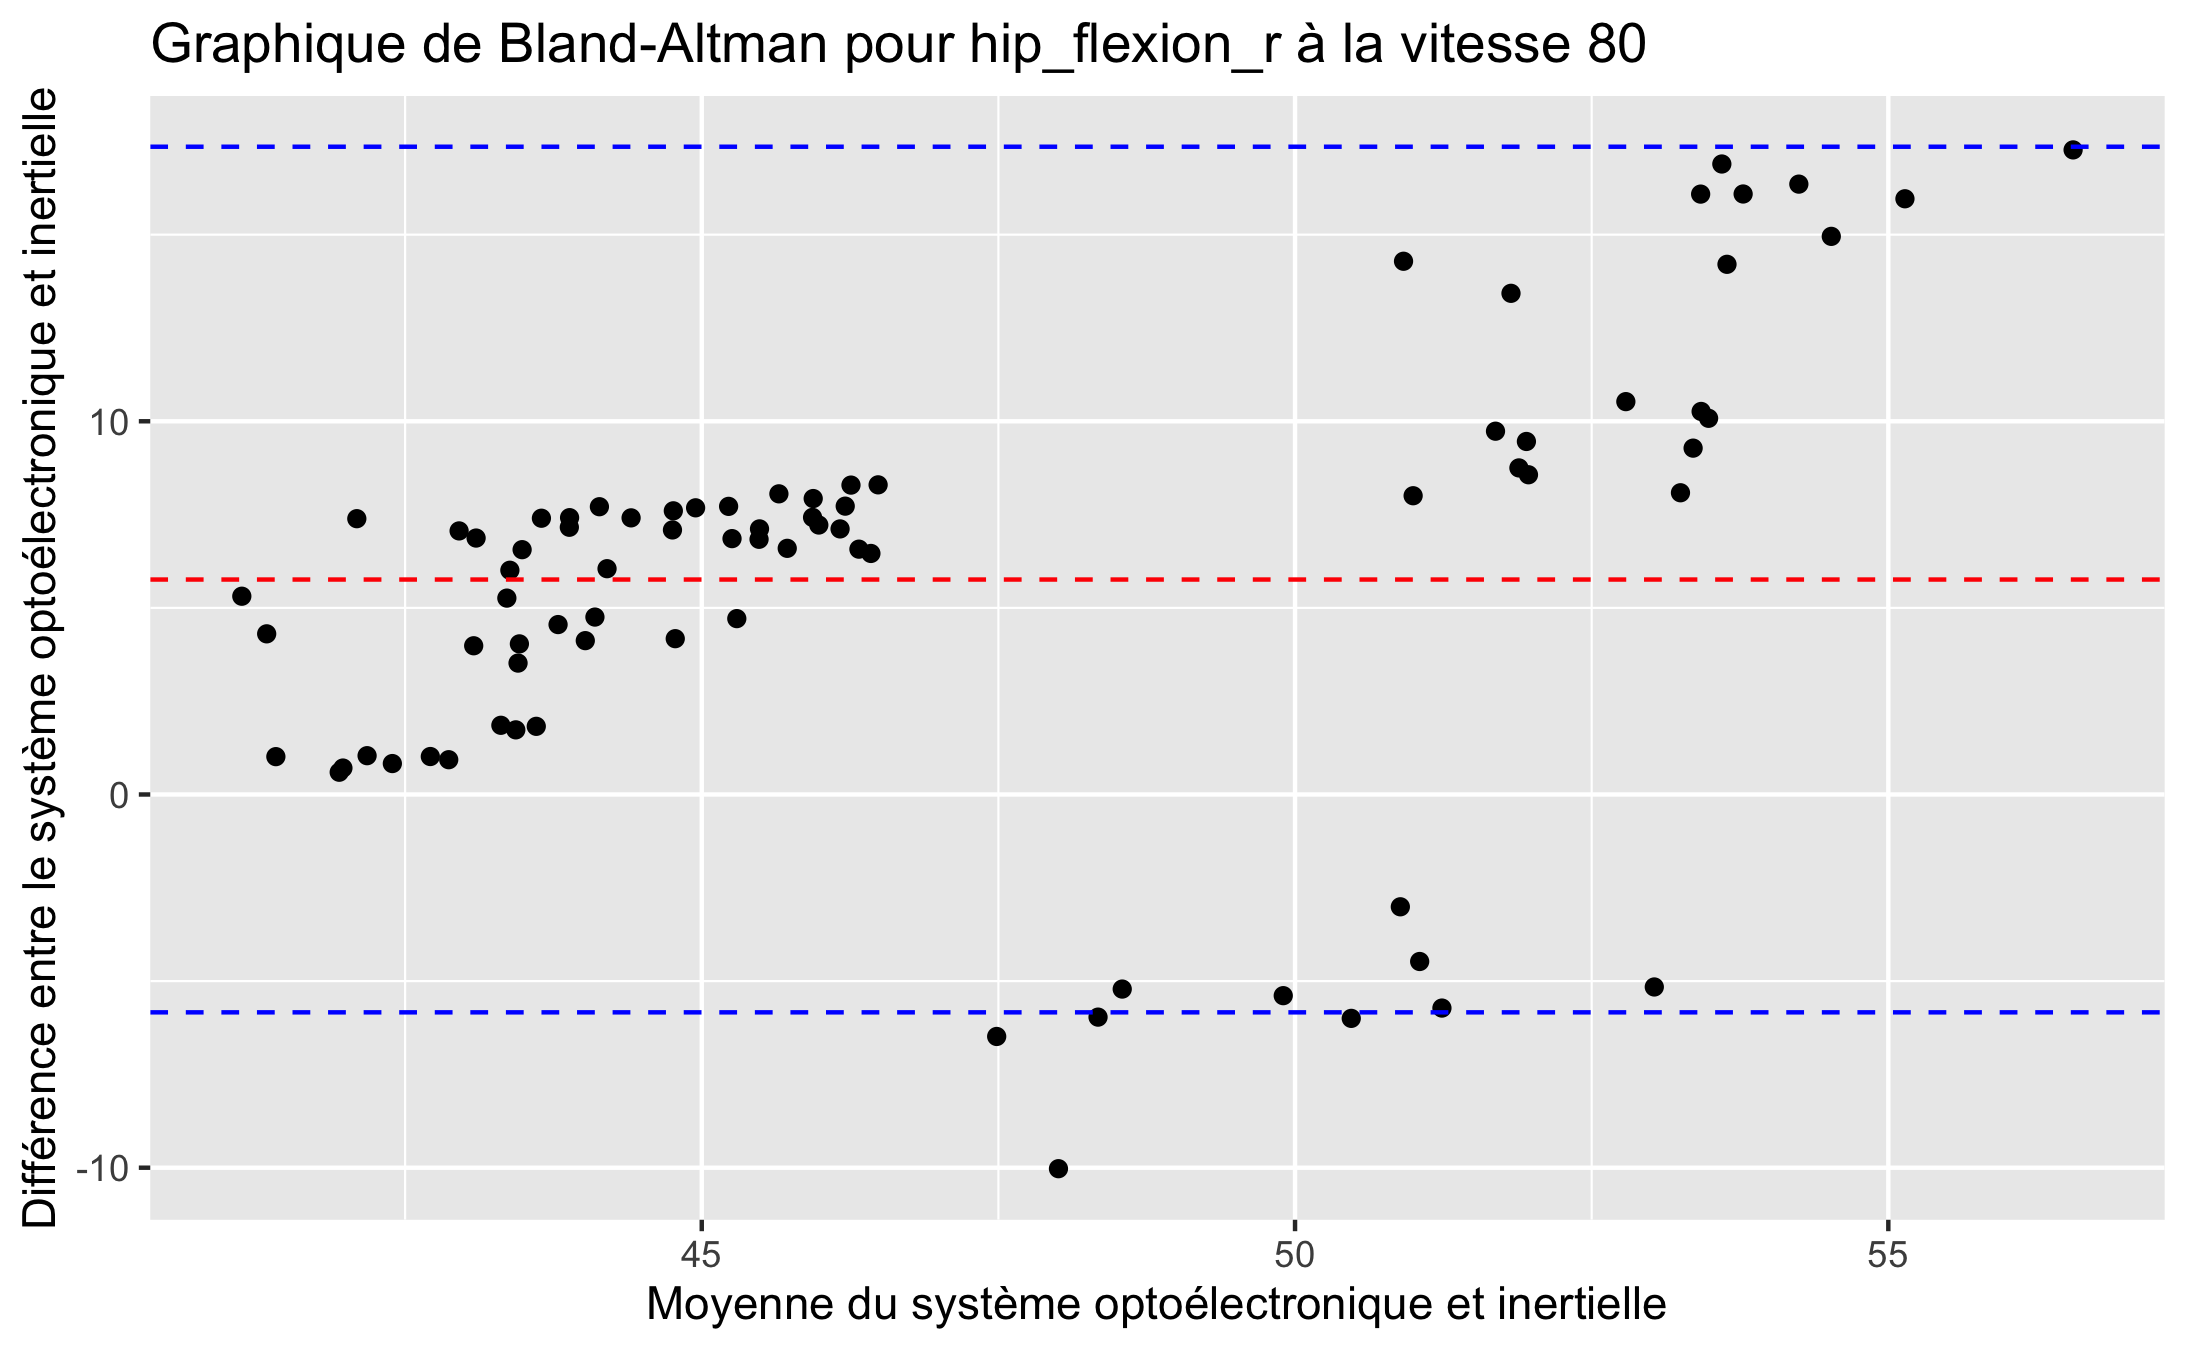 Graphique de Bland-Altman pour hip_flexion_r à la vitesse 80
Différence entre le système optoélectronique et inertielle
10
0
-10
45
50
55
Moyenne du système optoélectronique et inertielle